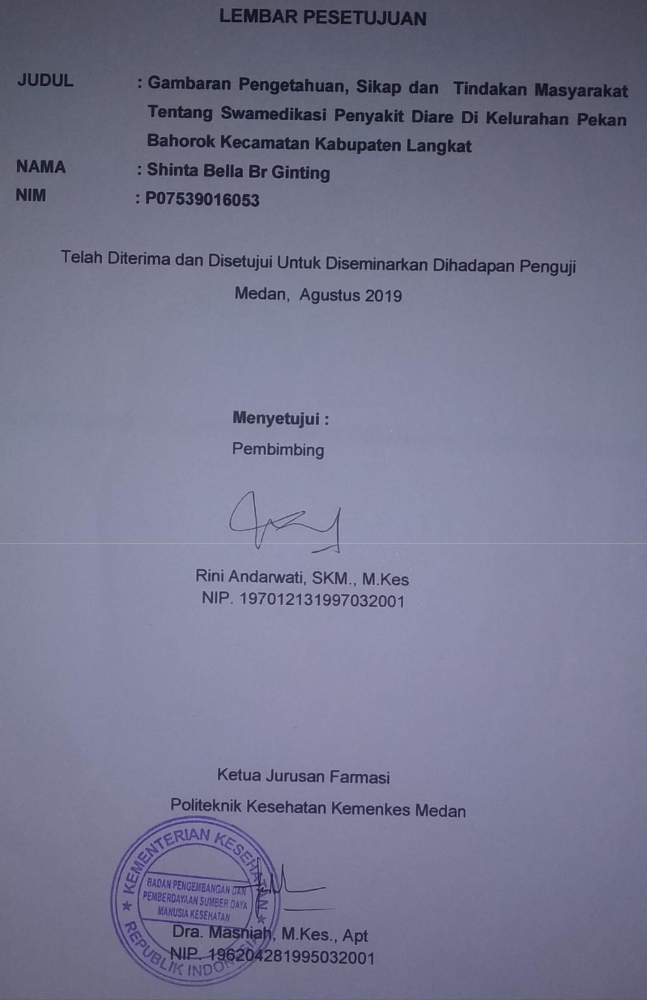 LEMBAR PESETUJUAN
JUDUL : Gambaran Pengetahuan, Sikap dan Tindakan Masyarakat
Tentang Swamedikasi Penyakit Diare Di Kelurahan Pekan
Bahorok Kecamatan Kabupaten Langkat
NAMA : Shinta Bella Br Ginting
NIM : P07539016053
Telah Diterima dan Disetujui Untuk Diseminarkan Dihadapan Penguji
Medan, Agustus 2019
Menyetujui :
Pembimbing
Rini Andarwati, SKM., M.Kes
NIP. 197012131997032001
Ketua Jurusan Farmasi
Politeknik Kesehatan Kemenkes Medan
KEMENTERIAN KESEHATAN
BADAN PENGEMBANGAN DAN
PEMBERDAYAAN SUMBER DAYA
MANUSIA KESEHATAN
REPUBLIK INDONESIA
Dra. Masniah, M.Kes., Apt
NIP. 196204281995032001